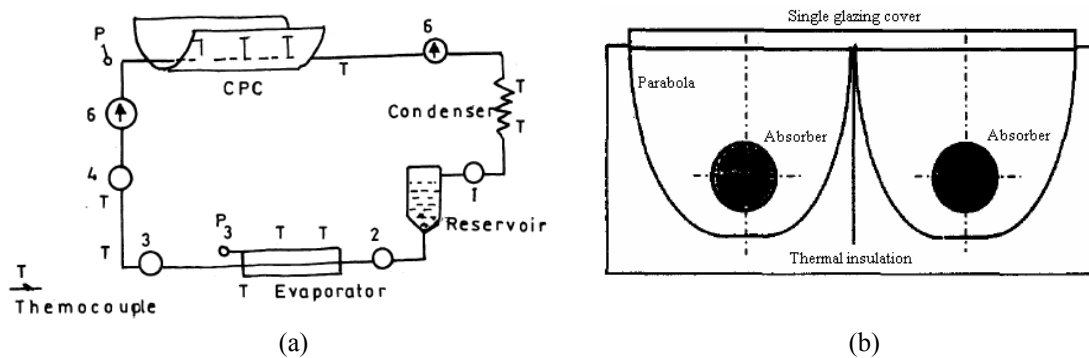 P
6
T
CPC
6
T
Condenser
T
4
T
1
Reservoir
P
3
T T
2
T
3
T
Evaporator
T
Themocouple
(a)
Single glazing cover
Parabola
Absorber
Absorber
Thermal insulation
(b)